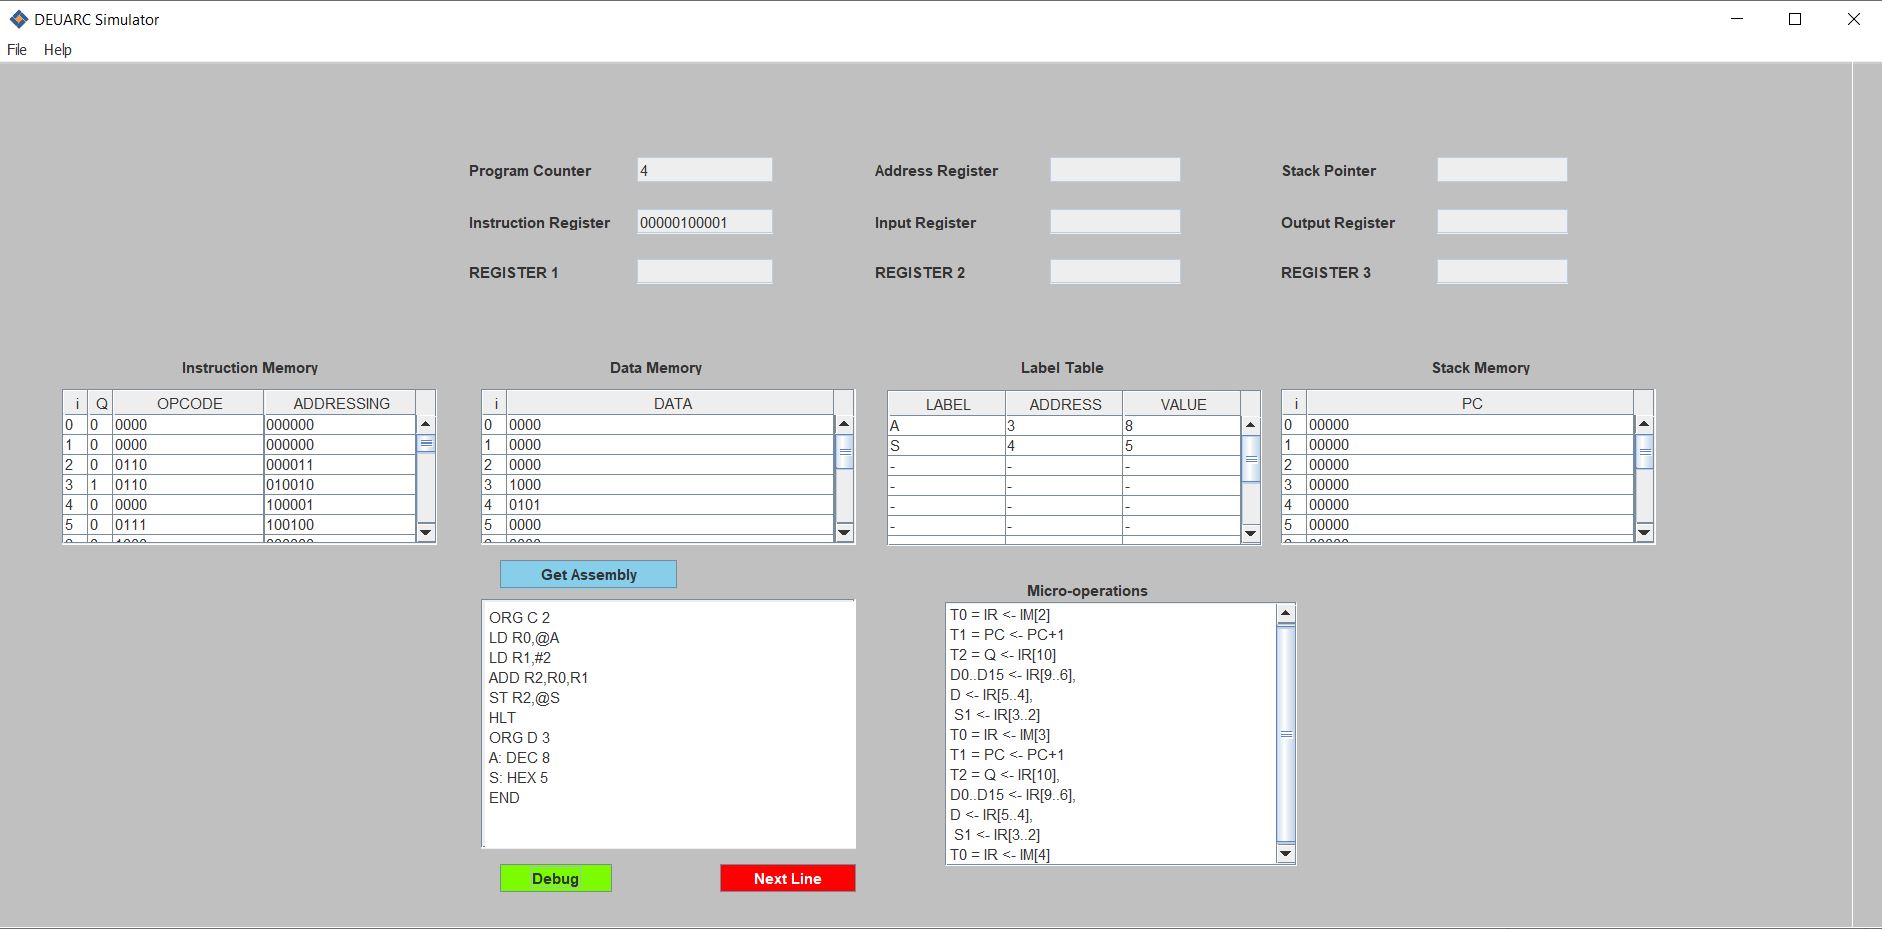 DEUARC Simulator
File Help
Program Counter 4 Address Register Stack Pointer
Instruction Register 00000100001 Input Register Output Register
REGISTER 1 REGISTER 2 REGISTER 3
Instruction Memory
i Q OPCODE ADDRESSING
0 0 0000 000000
1 0 0000 000000
2 0 0110 000011
3 1 0110 010010
4 0 0000 100001
5 0 0111 100100
Data Memory
i DATA
0 0000
1 0000
2 0000
3 1000
4 0101
5 0000
Label Table
LABEL ADDRESS VALUE
A 3 8
S 4 5
- - -
- - -
- - -
- - -
Stack Memory
i PC
0 00000
1 00000
2 00000
3 00000
4 00000
5 00000
Get Assembly
ORG C 2
LD R0,@A
LD R1,#2
ADD R2,R0,R1
ST R2,@S
HLT
ORG D 3
A: DEC 8
S: HEX 5
END
Debug Next Line
Micro-operations
T0 = IR <- IM[2]
T1 = PC <- PC+1
T2 = Q <- IR[10]
D0..D15 <- IR[9..6],
D <- IR[5..4],
S1 <- IR[3..2]
T0 = IR <- IM[3]
T1 = PC <- PC+1
T2 = Q <- IR[10],
D0..D15 <- IR[9..6],
D <- IR[5..4],
S1 <- IR[3..2]
T0 = IR <- IM[4]